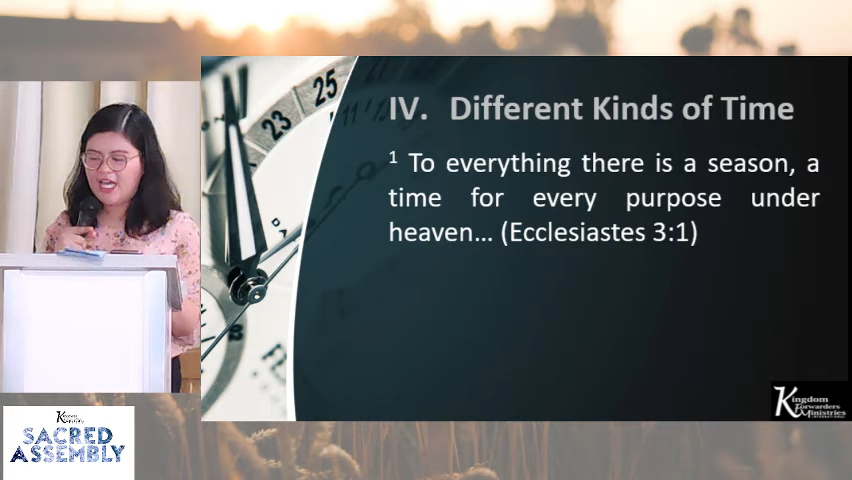 IV. Different Kinds of Time
1 To everything there is a season, a
time for every purpose under
heaven… (Ecclesiastes 3:1)
23
25
Kingdom
Forwarders
Ministries
SACRED
ASSEMBLY